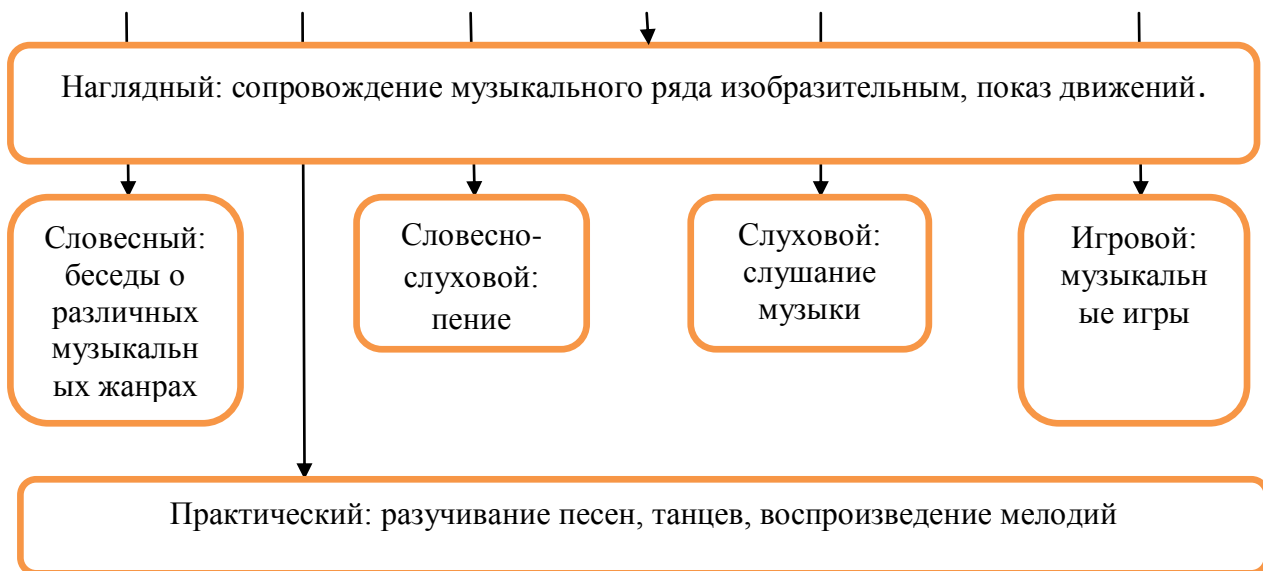 Наглядный: сопровождение музыкального ряда изобразительным, показ движений.
Словесный:
беседы о
различных
музыкальн
ых жанрах
Словесно-
слуховой:
пение
Слуховой:
слушание
музыки
Игровой:
музыкальн
ые игры
Практический: разучивание песен, танцев, воспроизведение мелодий